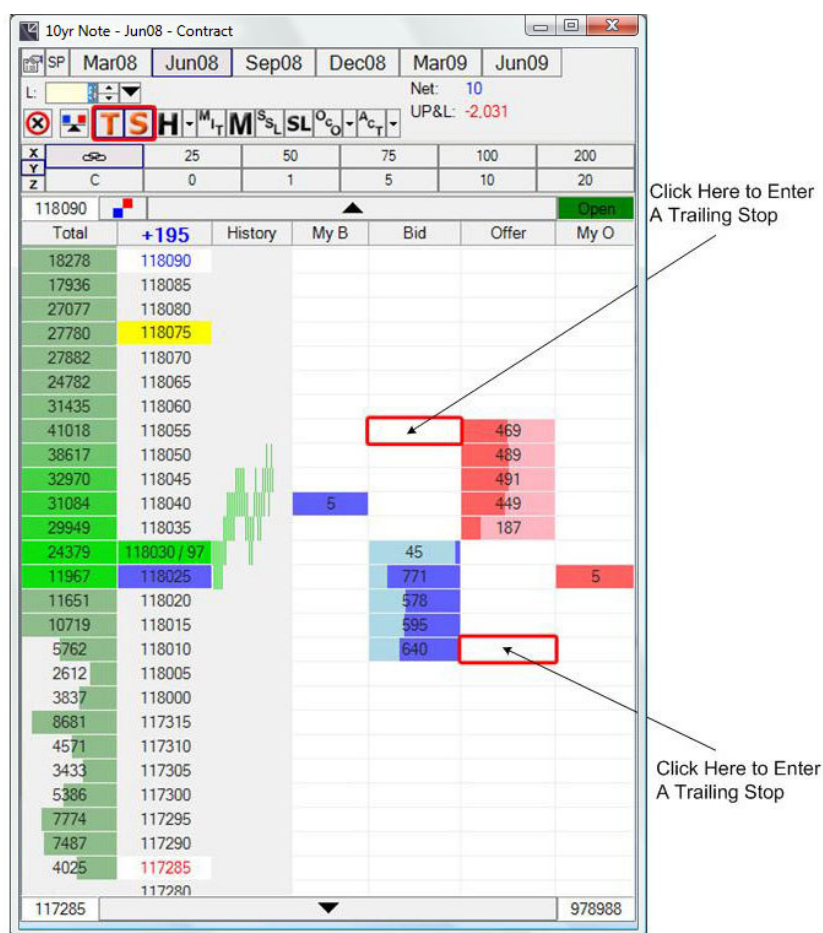 10yr Note - Jun08 - Contract
SP Mar08 Jun08 Sep08 Dec08 Mar09 Jun09
L: Net: 10
T S H MIT M SSL SL OCO ACT UP&L: -2,031
X 25 50 75 100 200
Y
Z C 0 1 5 10 20
118090 Open
Total +195 History My B Bid Offer My O
18278 118090
17936 118085
27077 118080
27780 118075
27882 118070
24782 118065
31435 118060
41018 118055 469
38617 118050 489
32970 118045 491
31084 118040 5 449
29949 118035 187
24379 118030 / 97 45
11967 118025 771 5
11651 118020 578
10719 118015 595
5762 118010 640
2612 118005
3837 118000
8681 117315
4571 117310
3433 117305
5386 117300
7774 117295
7487 117290
4025 117285
117280
117285 978988
Click Here to Enter
A Trailing Stop
Click Here to Enter
A Trailing Stop